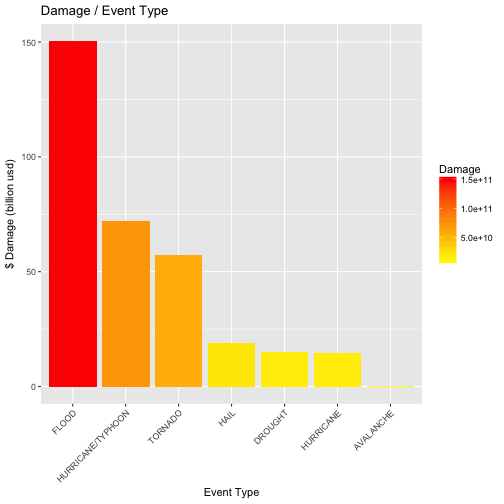 Damage / Event Type
$ Damage (billion usd)
150
100
50
0
FLOOD
HURRICANE/TYPHOON
TORNADO
HAIL
DROUGHT
HURRICANE
AVALANCHE
Event Type
Damage
1.5e+11
1.0e+11
5.0e+10